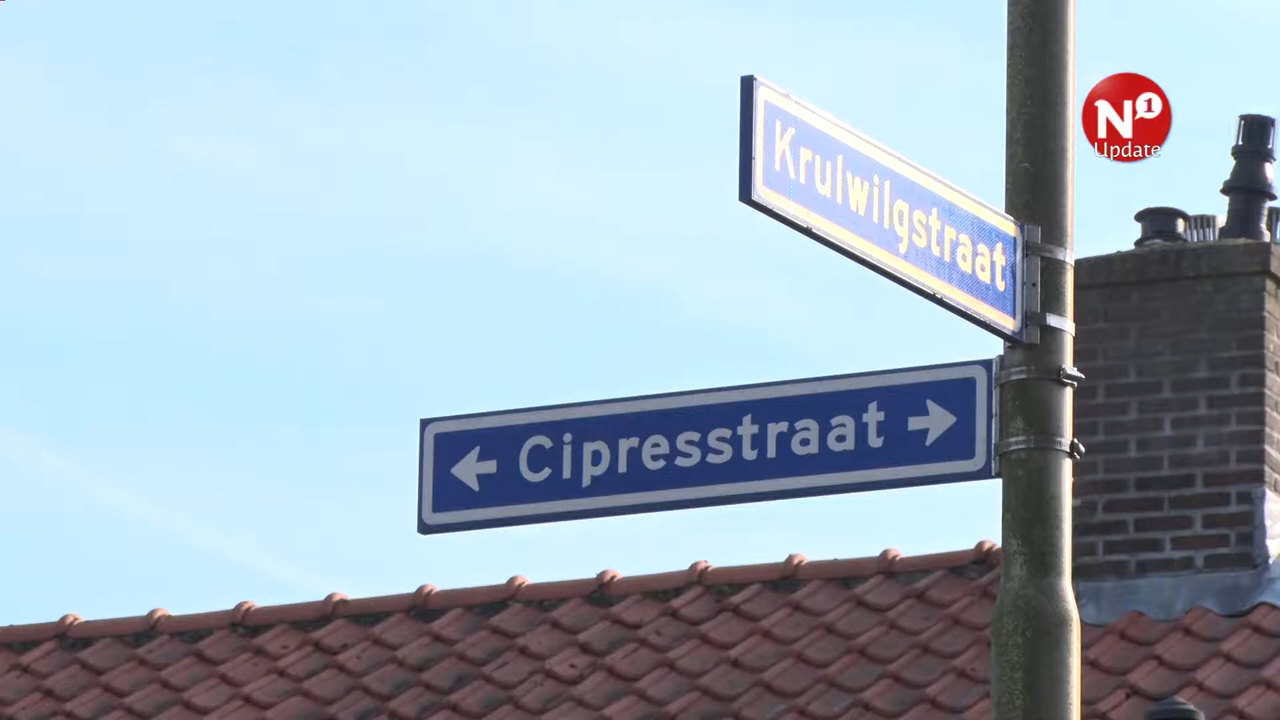 N1
Update
Krulwilgstraat
← Cipresstraat →